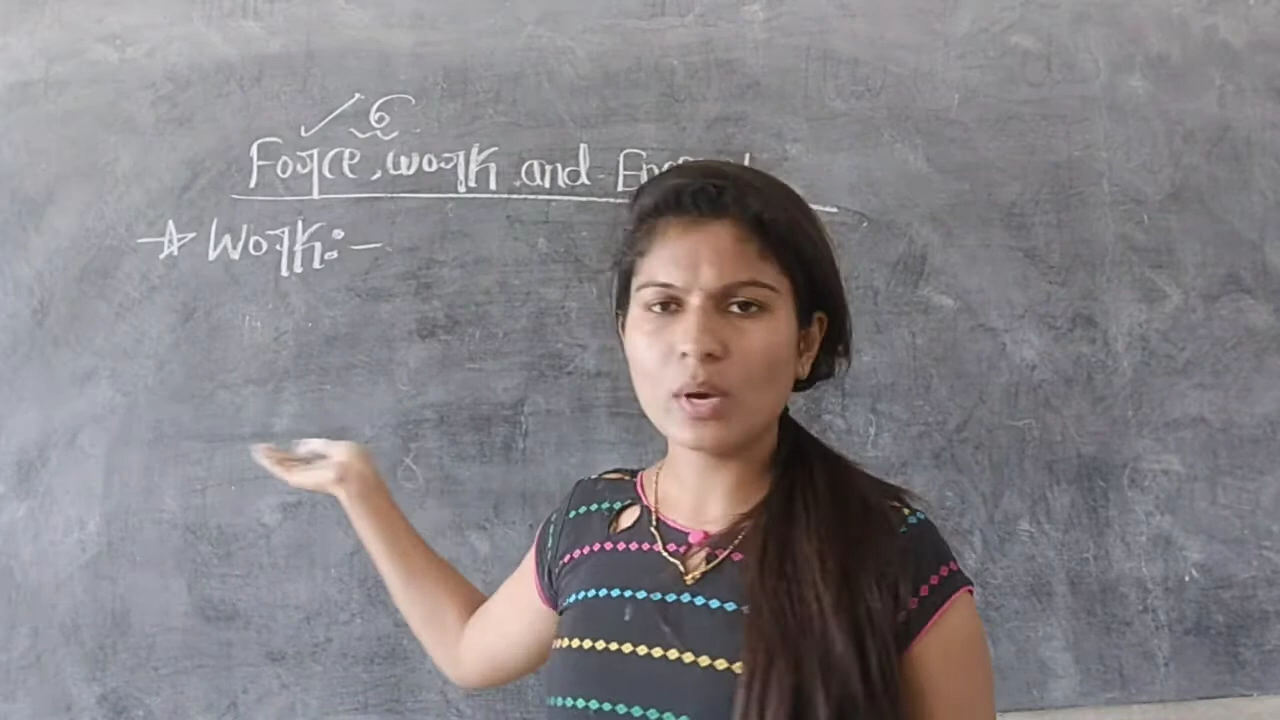 Force, work and
★ Work:-